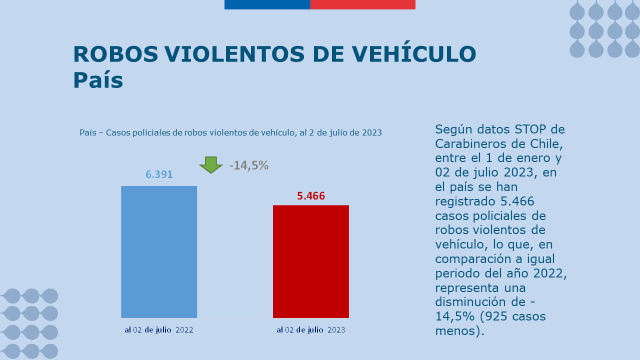 ROBOS VIOLENTOS DE VEHÍCULO
País
País – Casos policiales de robos violentos de vehículo, al 2 de julio de 2023
-14,5%
6.391
5.466
al 02 de julio 2022
al 02 de julio 2023
Según datos STOP de
Carabineros de Chile,
entre el 1 de enero y
02 de julio 2023, en
el país se han
registrado 5.466
casos policiales de
robos violentos de
vehículo, lo que, en
comparación a igual
periodo del año 2022,
representa una
disminución de -
14,5% (925 casos
menos).